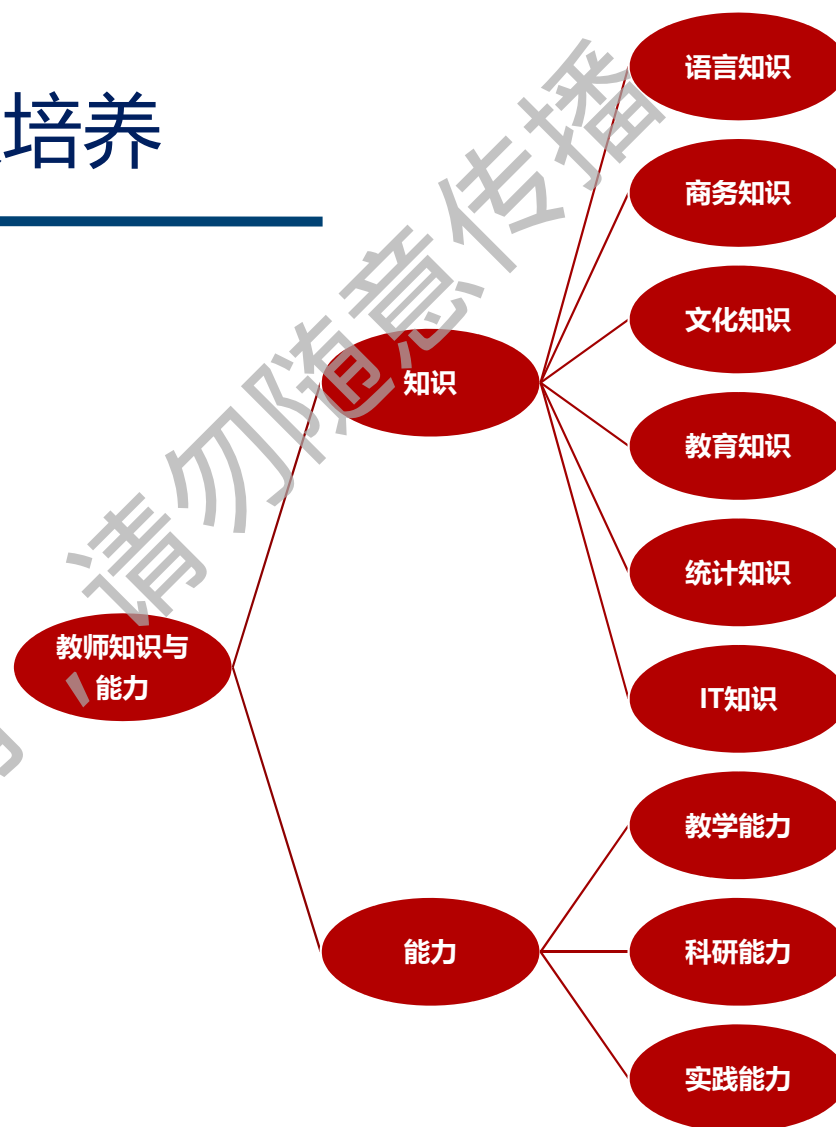 培养
语言知识
商务知识
文化知识
知识
教育知识
统计知识
教师知识与
能力
IT知识
教学能力
能力
科研能力
实践能力
，请勿随意传播